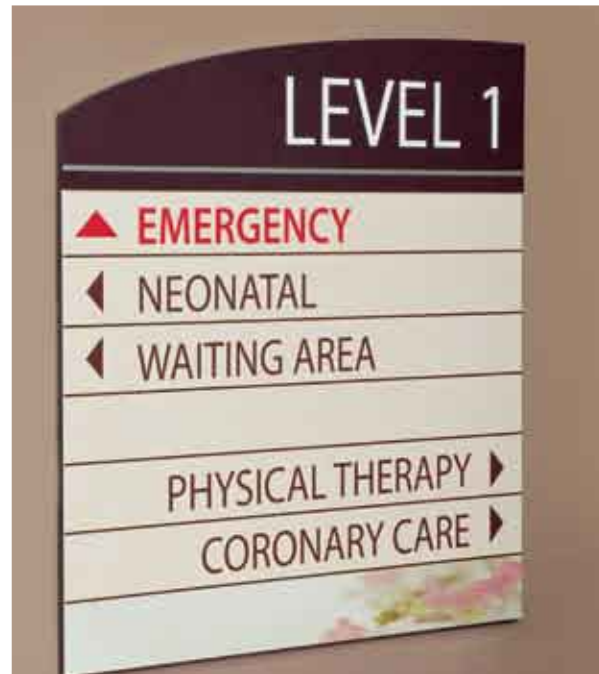 LEVEL 1
EMERGENCY
NEONATAL
WAITING AREA
PHYSICAL THERAPY
CORONARY CARE